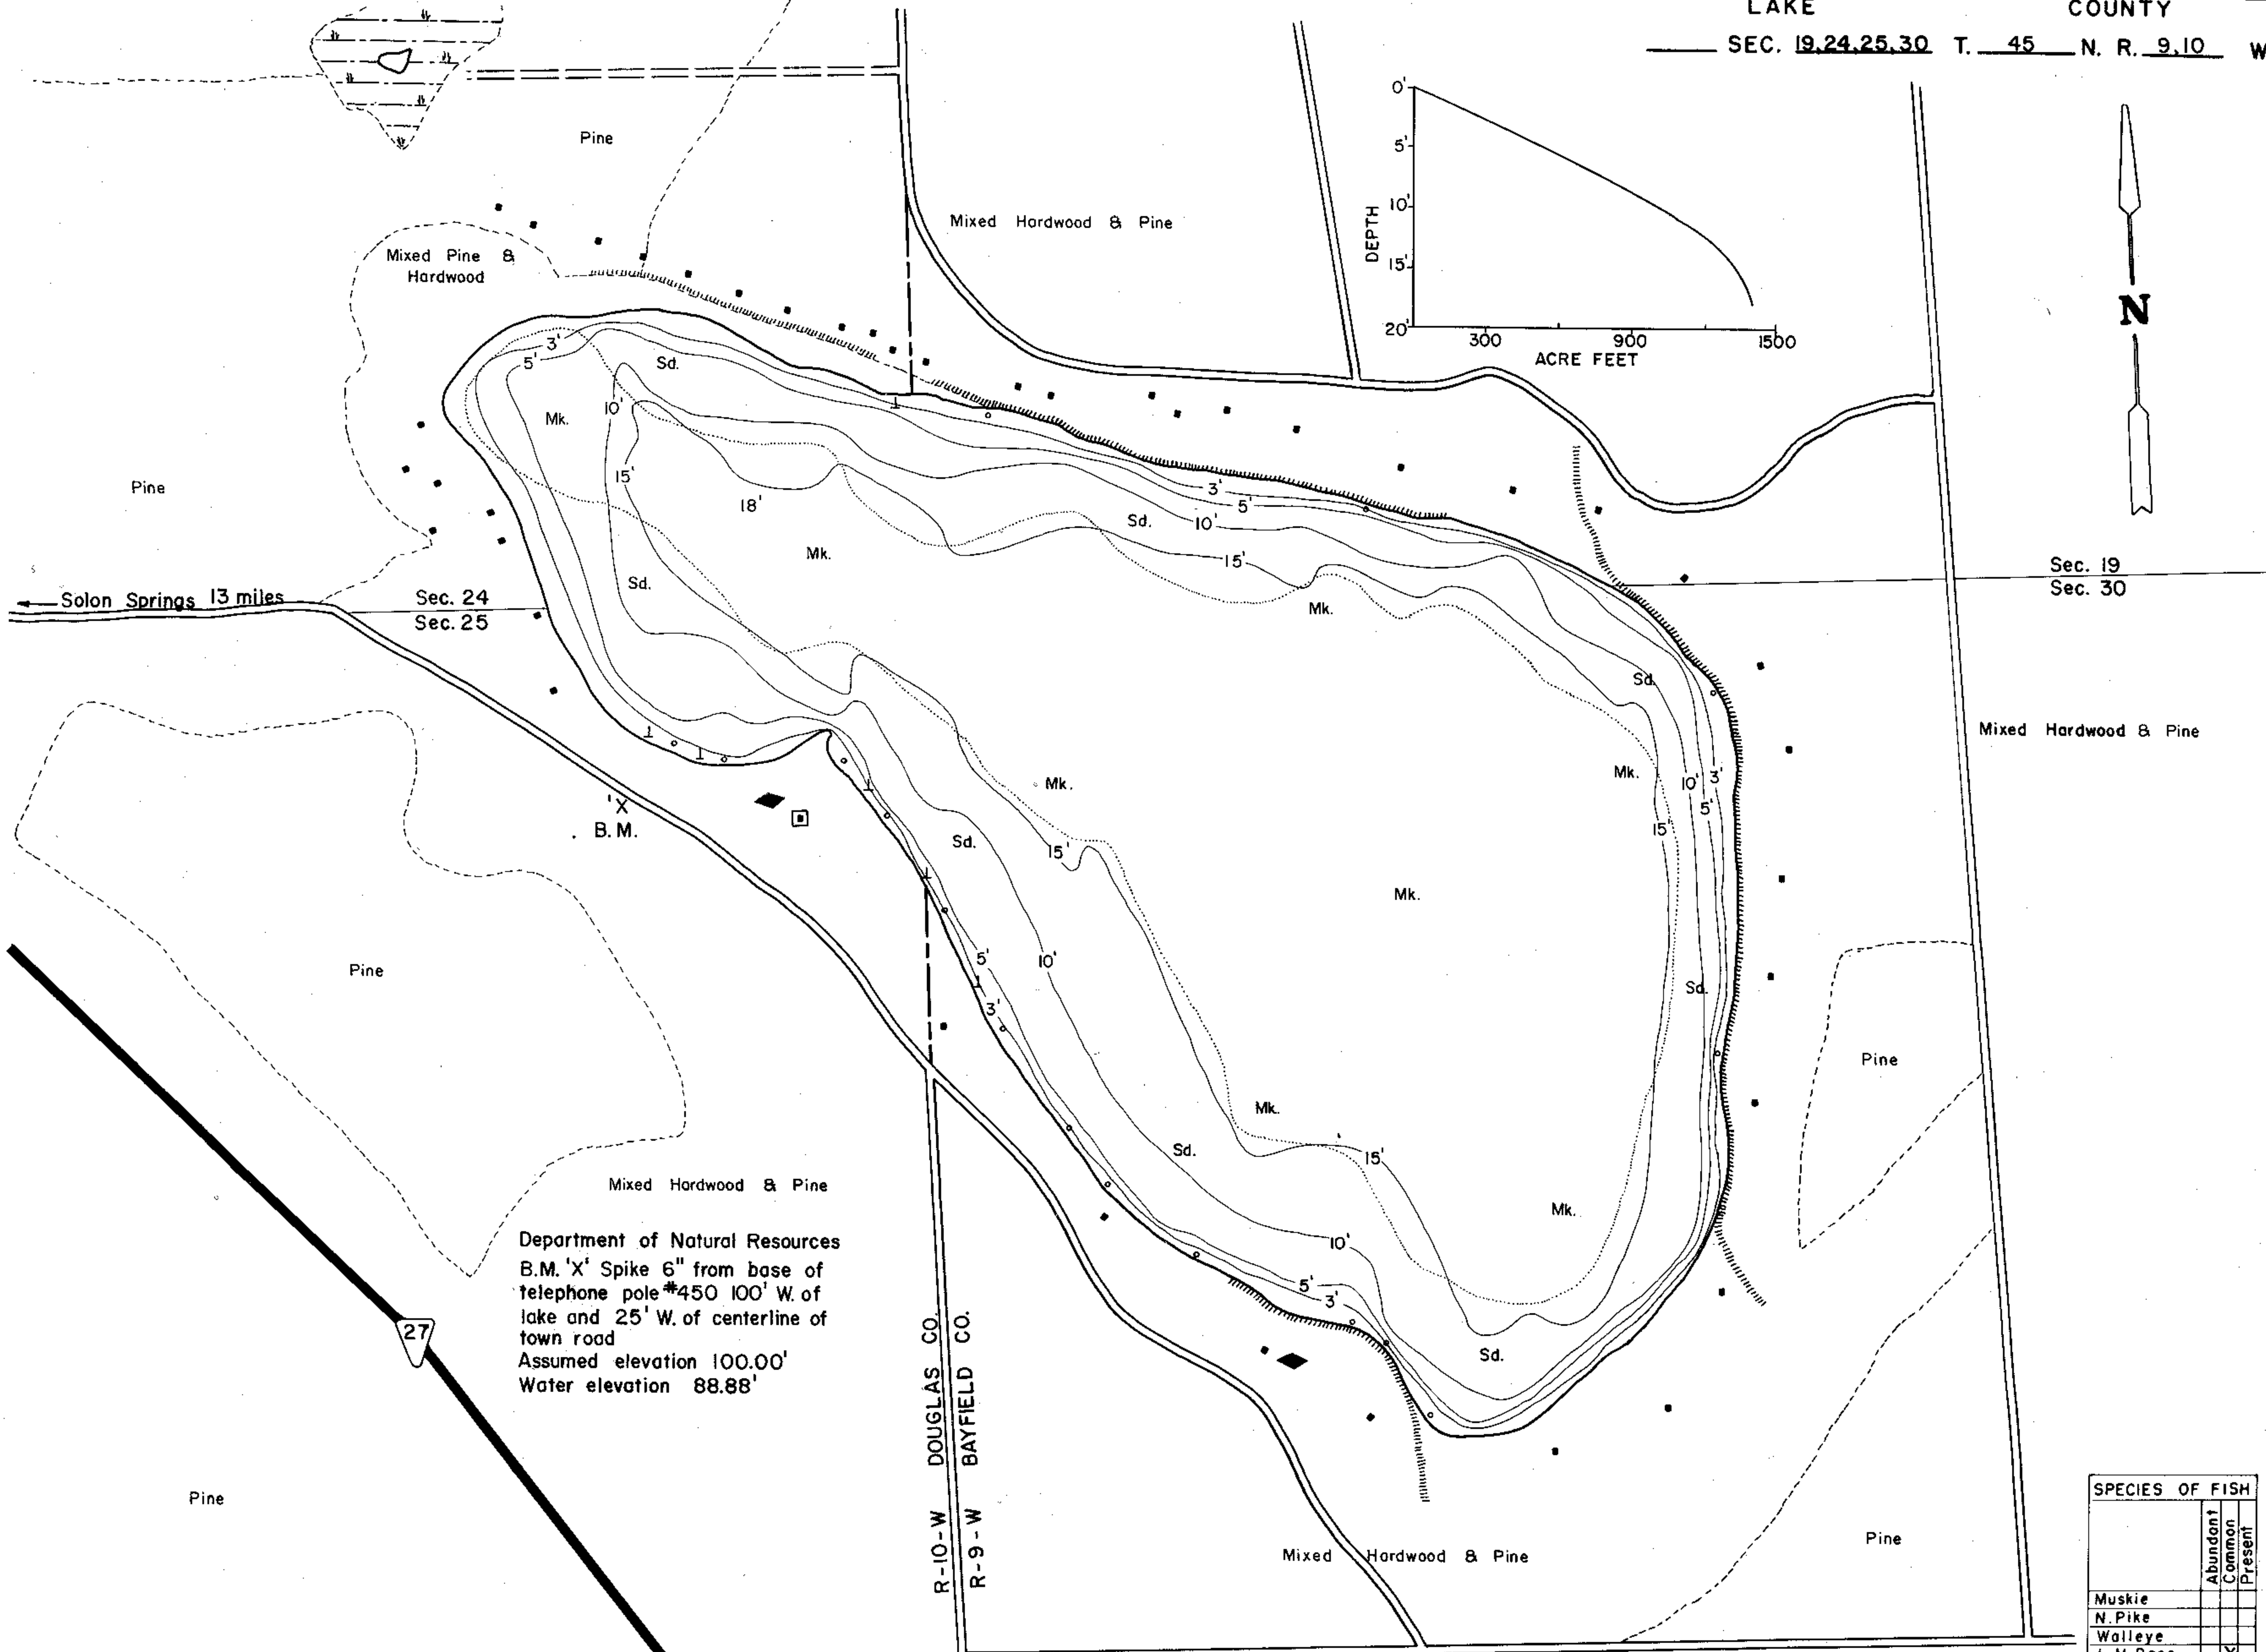 LAKE COUNTY
SEC. 19,24,25,30 T. 45 N. R. 9,10 W
0'
5'
10'
15'
20'
DEPTH
300 900 1500
ACRE FEET
Pine
Mixed Hardwood & Pine
Mixed Pine &
Hardwood
N
3'
5'
Sd.
10'
Mk.
15'
18'
Mk.
Sd.
3'
5'
Sd.
10'
15'
Mk.
Pine
Solon Springs 13 miles
Sec. 24
Sec. 25
Sec. 19
Sec. 30
Sd.
Mixed Hardwood & Pine
Mk.
Mk.
10'
3'
5'
15'
'X
B.M.
Sd.
15'
Mk.
Pine
5'
10'
3'
Sd.
Pine
Mk.
Sd.
15'
Mk.
Mixed Hardwood & Pine
Department of Natural Resources
B.M. 'X' Spike 6" from base of
telephone pole #450 100' W. of
lake and 25' W. of centerline of
town road
Assumed elevation 100.00'
Water elevation 88.88'
10'
5'
3'
Sd.
27
R-10-W DOUGLAS CO.
R-9-W BAYFIELD CO.
Pine
Mixed Hardwood & Pine
Pine
SPECIES OF FISH
Abundant
Common
Present
Muskie
N.Pike
Walleye